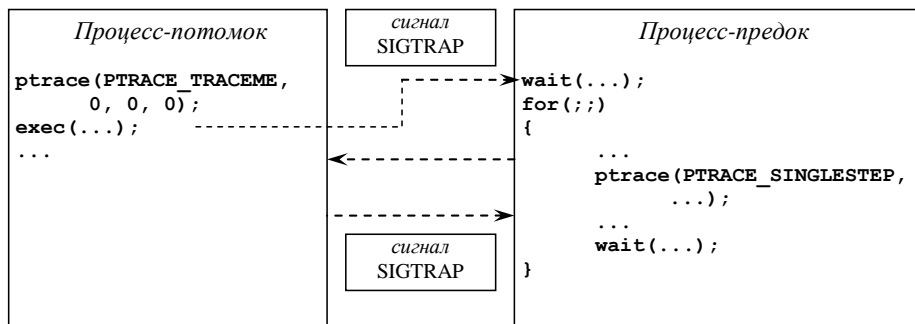 Процесс-потомок
ptrace(PTRACE_TRACEME,
0, 0, 0);
exec(...);
...
сигнал
SIGTRAP
Процесс-предок
wait(...);
for(;;)
{
...
ptrace(PTRACE_SINGLESTEP,
...);
...
wait(...);
}
сигнал
SIGTRAP